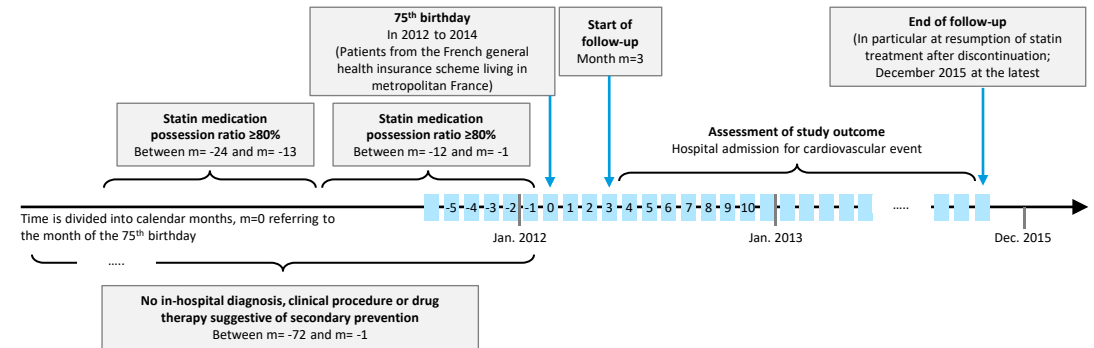 75th birthday
In 2012 to 2014
(Patients from the French general
health insurance scheme living in
metropolitan France)
Start of
follow-up
Month m=3
End of follow-up
(In particular at resumption of statin
treatment after discontinuation;
December 2015 at the latest
Statin medication
possession ratio ≥80%
Between m= -24 and m= -13
Statin medication
possession ratio ≥80%
Between m= -12 and m= -1
Assessment of study outcome
Hospital admission for cardiovascular event
-5 -4 -3 -2 -1 0 1 2 3 4 5 6 7 8 9 10 .....
Time is divided into calendar months, m=0 referring to
the month of the 75th birthday
Jan. 2012
Jan. 2013
Dec. 2015
.....
No in-hospital diagnosis, clinical procedure or drug
therapy suggestive of secondary prevention
Between m= -72 and m= -1